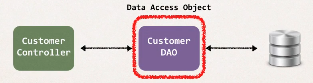 Data Access Object
Customer
Controller
Customer
DAO